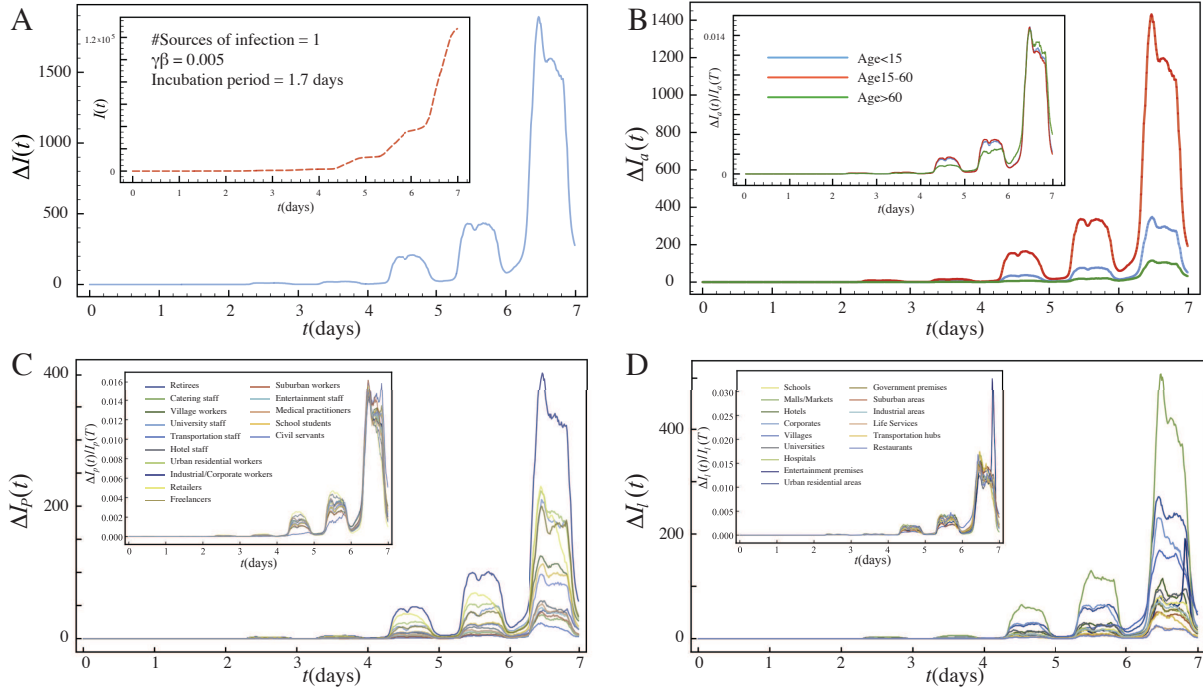 A
#Sources of infection = 1
γβ = 0.005
Incubation period = 1.7 days
1.2×10⁵
0
I(t)
0 1 2 3 4 5 6 7
t(days)
ΔI(t)
1500
1000
500
0
0 1 2 3 4 5 6 7
t(days)
B
0.014
0
ΔIₐ(t)/Iₐ(T)
Age<15
Age15-60
Age>60
0 1 2 3 4 5 6 7
t(days)
ΔIₐ(t)
1400
1200
1000
800
600
400
200
0
0 1 2 3 4 5 6 7
t(days)
C
0.016
0.014
0.012
0.010
0.008
0.006
0.004
0.002
0.000
ΔIₚ(t)/Iₚ(T)
Retirees
Catering staff
Village workers
University staff
Transportation staff
Hotel staff
Urban residential workers
Industrial/Corporate workers
Retailers
Freelancers
Suburban workers
Entertainment staff
Medical practitioners
School students
Civil servants
0 1 2 3 4 5 6 7
t(days)
ΔI_P(t)
400
200
0
0 1 2 3 4 5 6 7
t(days)
D
0.030
0.025
0.020
0.015
0.010
0.005
0.000
ΔIₗ(t)/Iₗ(T)
Schools
Malls/Markets
Hotels
Corporates
Villages
Universities
Hospitals
Entertainment premises
Urban residential areas
Government premises
Suburban areas
Industrial areas
Life Services
Transportation hubs
Restaurants
0 1 2 3 4 5 6 7
t(days)
ΔIₗ(t)
400
200
0
0 1 2 3 4 5 6 7
t(days)